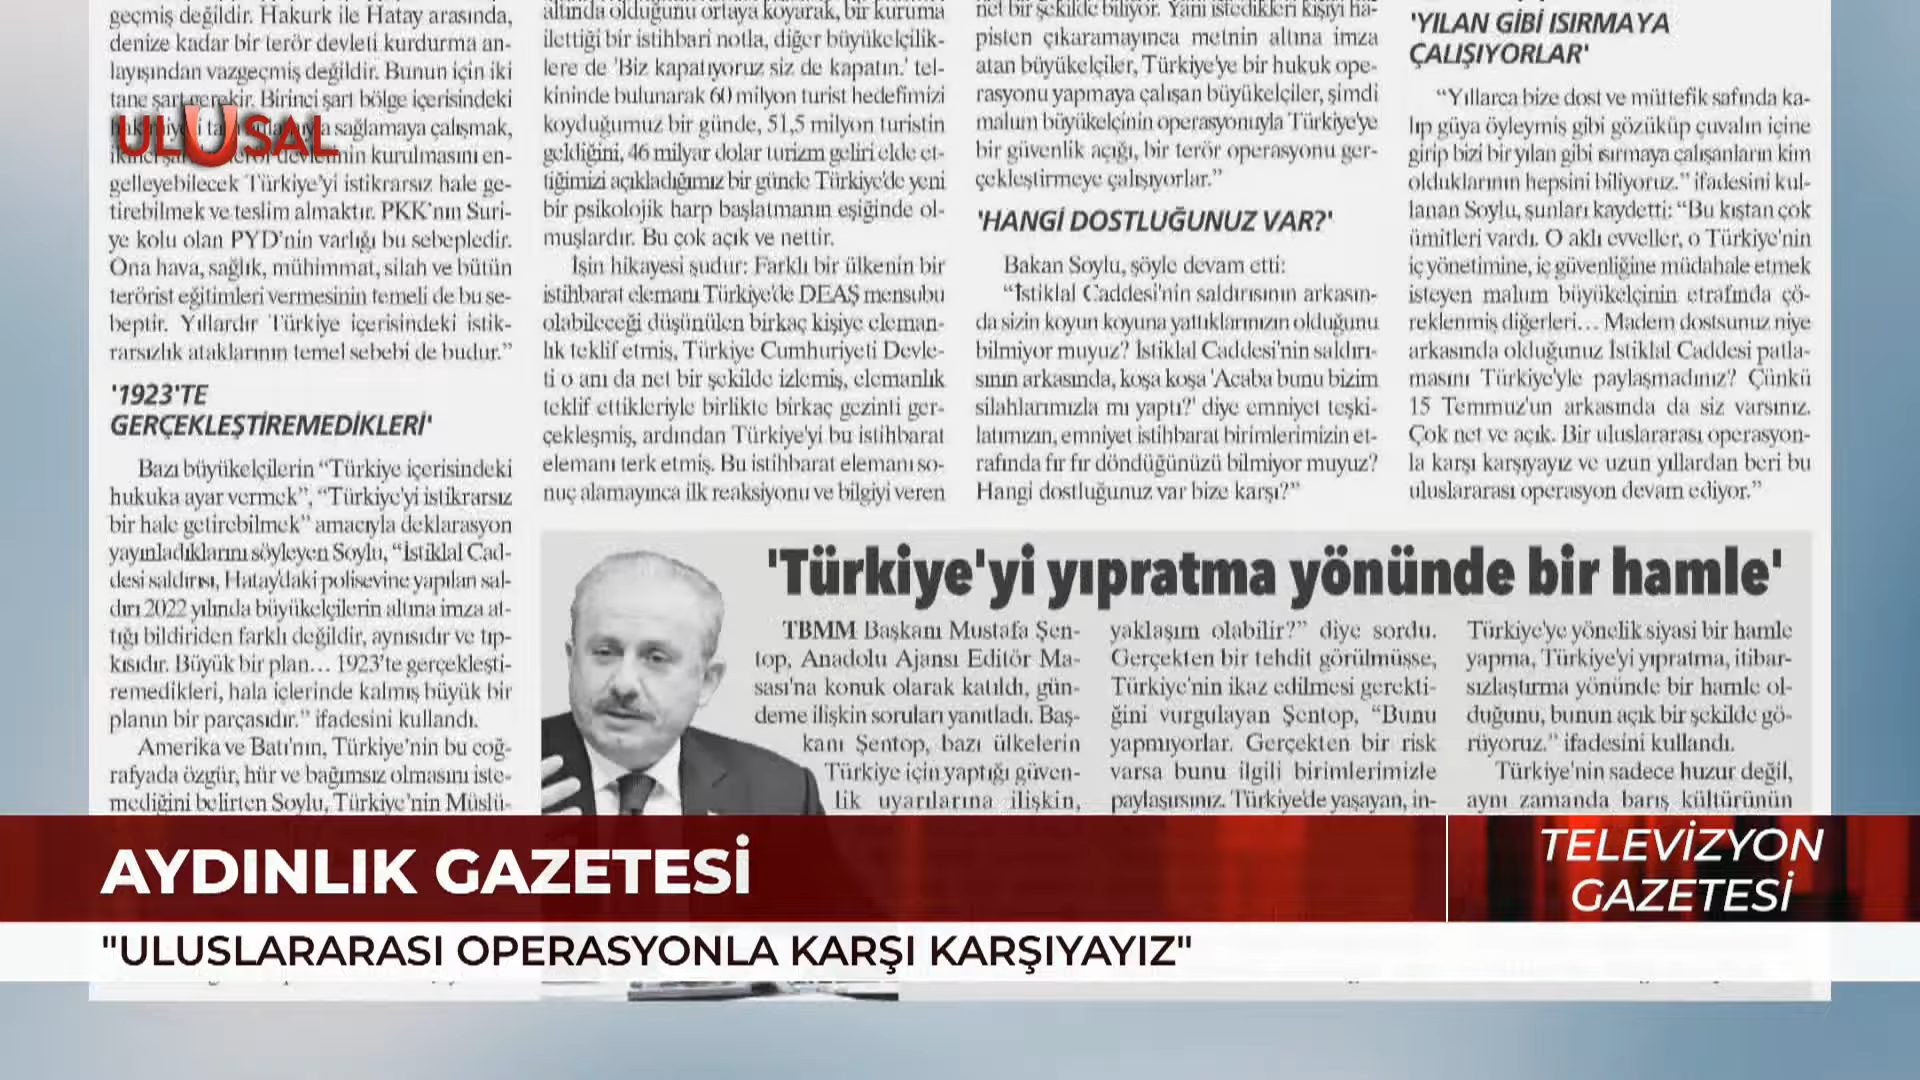 geçmiş değildir. Hakurk ile Hatay arasında,
denize kadar bir terör devleti kurdurma an-
layışından vazgeçmiş değildir. Bunun için iki
tane şart gerekir. Birinci şart bölge içerisindeki
sağlamaya çalışmak,
kurulmasını en-
gelleyebilecek Türkiye’yi istikrarsız hale ge-
tirebilmek ve teslim almaktır. PKK’nın Suri-
ye kolu olan PYD’nin varlığı bu sebepledir.
Ona hava, sağlık, mühimmat, silah ve bütün
terörist eğitimleri vermesinin temeli de bu se-
beptir. Yıllardır Türkiye içerisindeki istik-
rarsızlık ataklarının temel sebebi de budur.”
'1923'TE
GERÇEKLEŞTİREMEDİKLERİ'
Bazı büyükelçilerin “Türkiye içerisindeki
hukuka ayar vermek”, “Türkiye'yi istikrarsız
bir hale getirebilmek” amacıyla deklarasyon
yayınladıklarını söyleyen Soylu, “İstiklal Cad-
desi saldırısı, Hatay'daki polisevine yapılan sal-
dırı 2022 yılında büyükelçilerin altına imza at-
tığı bildiriden farklı değildir, aynısıdır ve tıp-
kısıdır. Büyük bir plan… 1923’te gerçekleşti-
remedikleri, hala içlerinde kalmış büyük bir
planın bir parçasıdır.” ifadesini kullandı.
Amerika ve Batı'nın, Türkiye’nin bu coğ-
rafyada özgür, hür ve bağımsız olmasını iste-
mediğini belirten Soylu, Türkiye’nin Müslü-
altında olduğunu ortaya koyarak, bir kuruma
ilettiği bir istihbari notla, diğer büyükelçilik-
lere de 'Biz kapatıyoruz siz de kapatın.' tel-
kininde bulunarak 60 milyon turist hedefimizi
koyduğumuz bir günde, 51,5 milyon turistin
geldiğini, 46 milyar dolar turizm geliri elde et-
tiğimizi açıkladığımız bir günde Türkiye'de yeni
bir psikolojik harp başlatmanın eşiğinde ol-
muşlardır. Bu çok açık ve nettir.
İşin hikayesi şudur: Farklı bir ülkenin bir
istihbarat elemanı Türkiye'de DEAŞ mensubu
olabileceği düşünülen birkaç kişiye eleman-
lık teklif etmiş, Türkiye Cumhuriyeti Devle-
ti o anı da net bir şekilde izlemiş, elemanlık
teklif ettikleriyle birlikte birkaç gezinti ger-
çekleşmiş, ardından Türkiye'yi bu istihbarat
elemanı terk etmiş. Bu istihbarat elemanı so-
nuç alamayınca ilk reaksiyonu ve bilgiyi veren
net bir şekilde biliyor. Yani istedikleri kişiyi ha-
pisten çıkaramayınca metnin altına imza
atan büyükelçiler, Türkiye'ye bir hukuk ope-
rasyonu yapmaya çalışan büyükelçiler, şimdi
malum büyükelçinin operasyonuyla Türkiye'ye
bir güvenlik açığı, bir terör operasyonu ger-
çekleştirmeye çalışıyorlar.”
'HANGİ DOSTLUĞUNUZ VAR?'
Bakan Soylu, şöyle devam etti:
“İstiklal Caddesi'nin saldırısının arkasın-
da sizin koyun koyuna yattıklarınızın olduğunu
bilmiyor muyuz? İstiklal Caddesi'nin saldırı-
sının arkasında, koşa koşa 'Acaba bunu bizim
silahlarımızla mı yaptı?' diye emniyet teşki-
latımızın, emniyet istihbarat birimlerimizin et-
rafında fır fır döndüğünüzü bilmiyor muyuz?
Hangi dostluğunuz var bize karşı?”
'YILAN GİBİ ISIRMAYA
ÇALIŞIYORLAR'
“Yıllarca bize dost ve müttefik safında ka-
lıp güya öyleymiş gibi gözüküp çuvalın içine
girip bizi bir yılan gibi ısırmaya çalışanların kim
olduklarının hepsini biliyoruz.” ifadesini kul-
lanan Soylu, şunları kaydetti: “Bu kıştan çok
ümitleri vardı. O aklı evveller, o Türkiye'nin
iç yönetimine, iç güvenliğine müdahale etmek
isteyen malum büyükelçinin etrafında çö-
reklenmiş diğerleri… Madem dostsunuz niye
arkasında olduğunuz İstiklal Caddesi patla-
masını Türkiye'yle paylaşmadınız? Çünkü
15 Temmuz'un arkasında da siz varsınız.
Çok net ve açık. Bir uluslararası operasyon-
la karşı karşıyayız ve uzun yıllardan beri bu
uluslararası operasyon devam ediyor.”
'Türkiye'yi yıpratma yönünde bir hamle'
TBMM Başkanı Mustafa Şen-
top, Anadolu Ajansı Editör Ma-
sası'na konuk olarak katıldı, gün-
deme ilişkin soruları yanıtladı. Baş-
kanı Şentop, bazı ülkelerin
Türkiye için yaptığı güven-
lik uyarılarına ilişkin,
yaklaşım olabilir?” diye sordu.
Gerçekten bir tehdit görülmüşse,
Türkiye'nin ikaz edilmesi gerekti-
ğini vurgulayan Şentop, “Bunu
yapmıyorlar. Gerçekten bir risk
varsa bunu ilgili birimlerimizle
paylaşırsınız. Türkiye'de yaşayan, in-
Türkiye'ye yönelik siyasi bir hamle
yapma, Türkiye'yi yıpratma, itibar-
sızlaştırma yönünde bir hamle ol-
duğunu, bunun açık bir şekilde gö-
rüyoruz.” ifadesini kullandı.
Türkiye'nin sadece huzur değil,
aynı zamanda barış kültürünün
ULUSAL
AYDINLIK GAZETESİ
TELEVİZYON
GAZETESİ
"ULUSLARARASI OPERASYONLA KARŞI KARŞIYAYIZ"